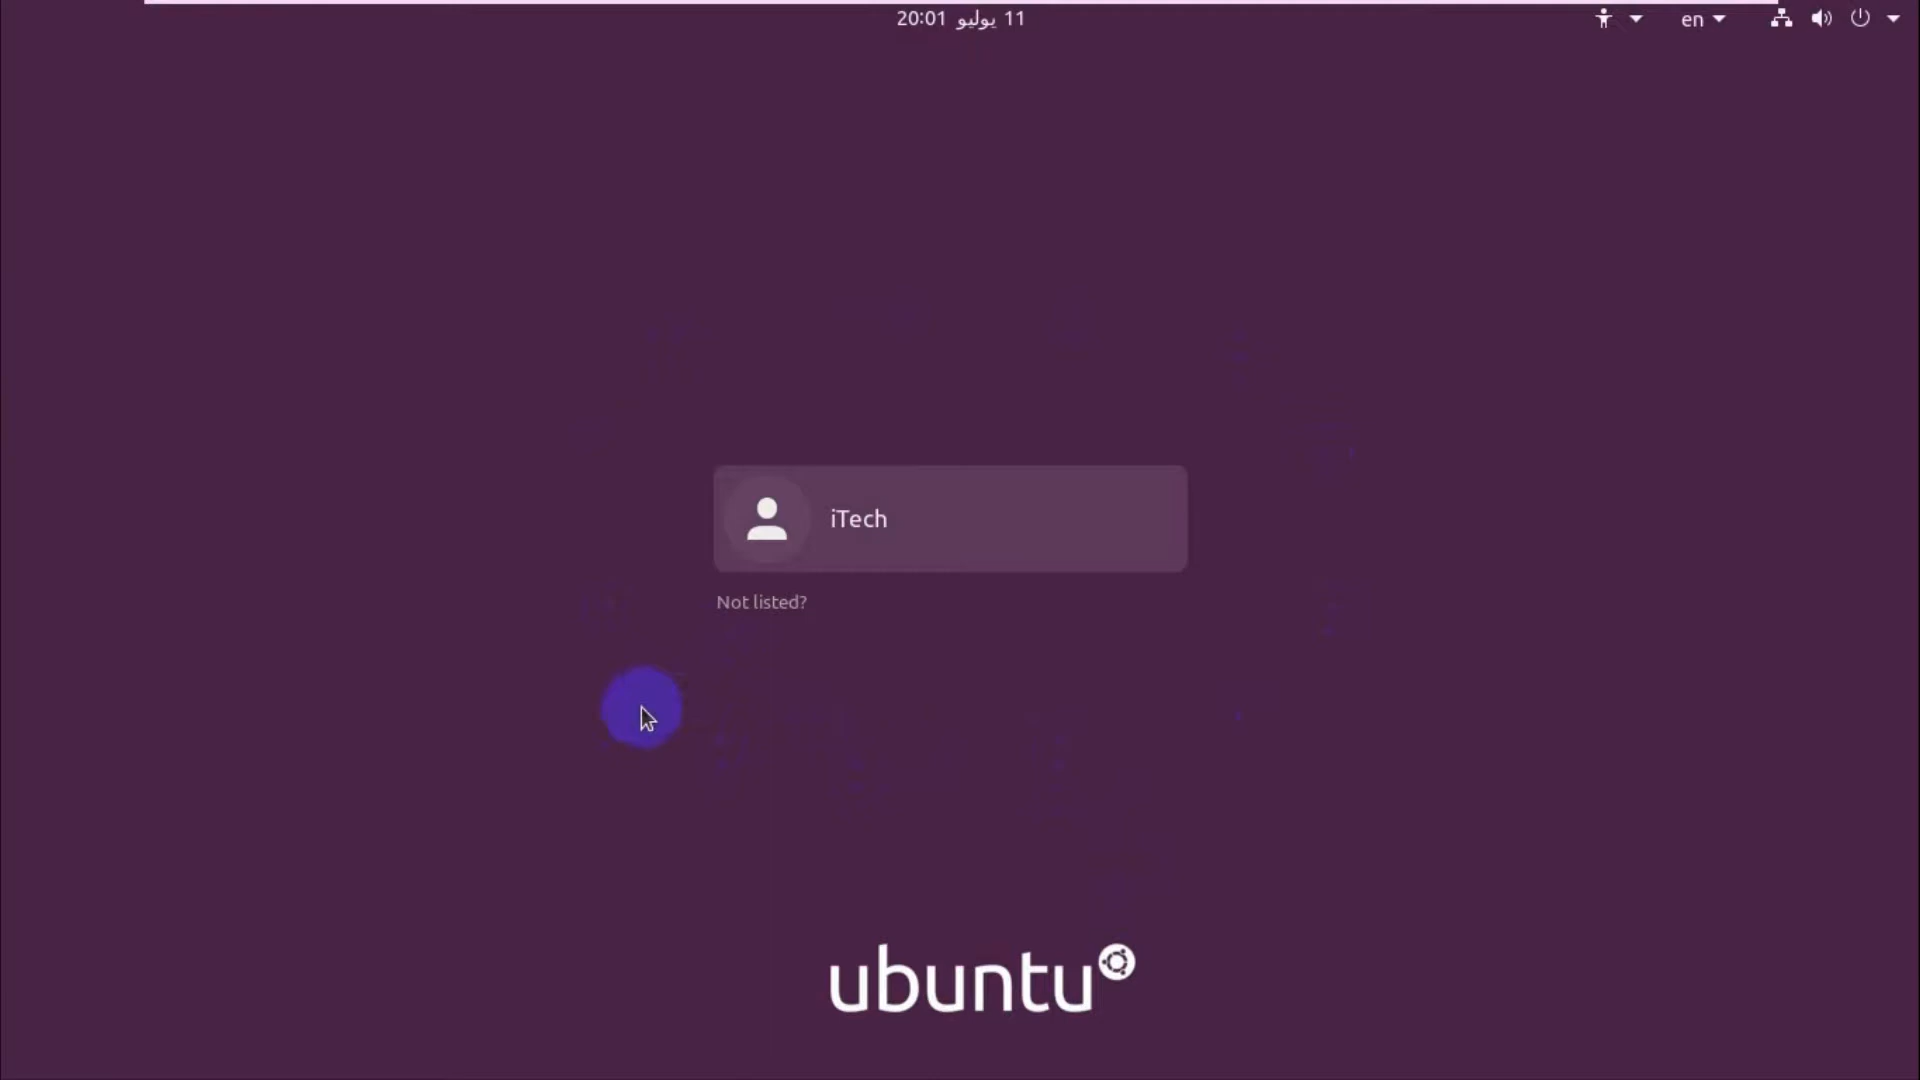 11 يوليو 20:01
en
iTech
Not listed?
ubuntu